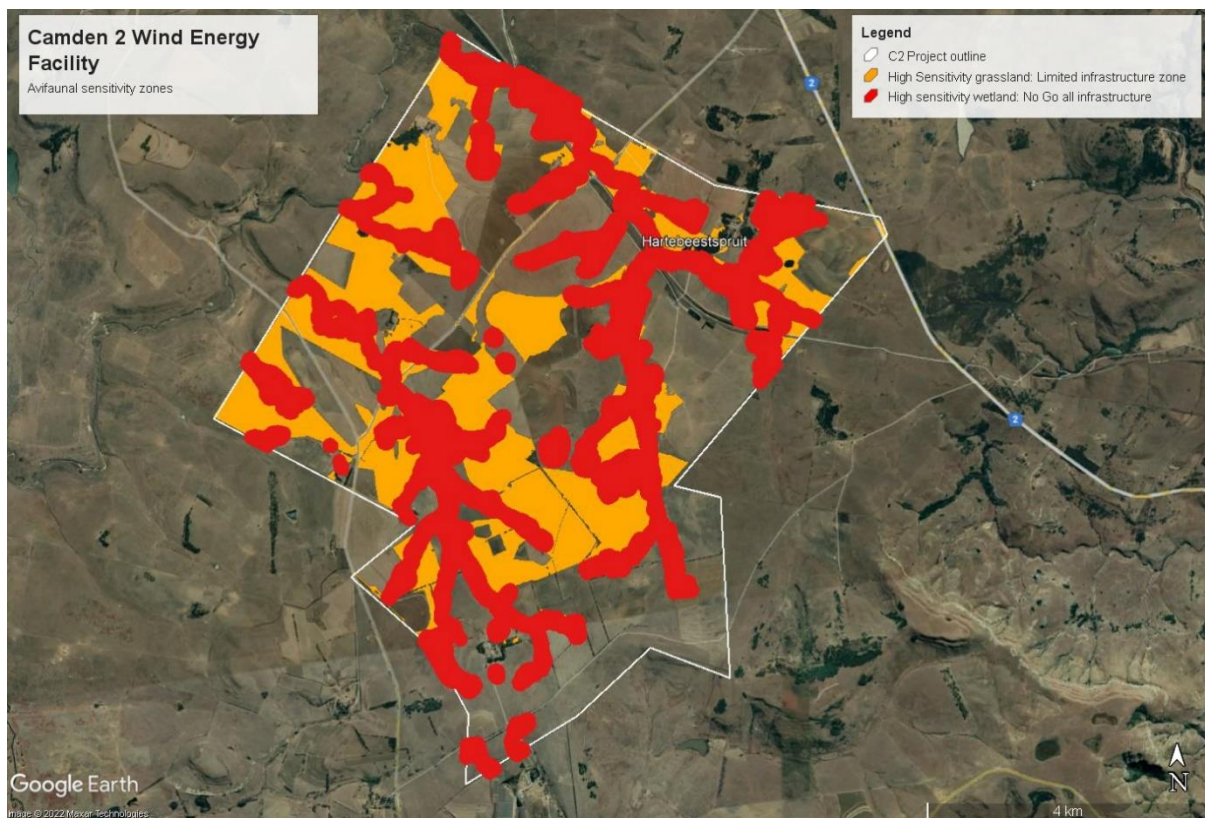 Camden 2 Wind Energy
Facility
Avifaunal sensitivity zones
Legend
C2 Project outline
High Sensitivity grassland: Limited infrastructure zone
High sensitivity wetland: No Go all infrastructure
2
Hartebeestspruit
2
Google Earth
N
Image © 2022 Maxar Technologies
4 km